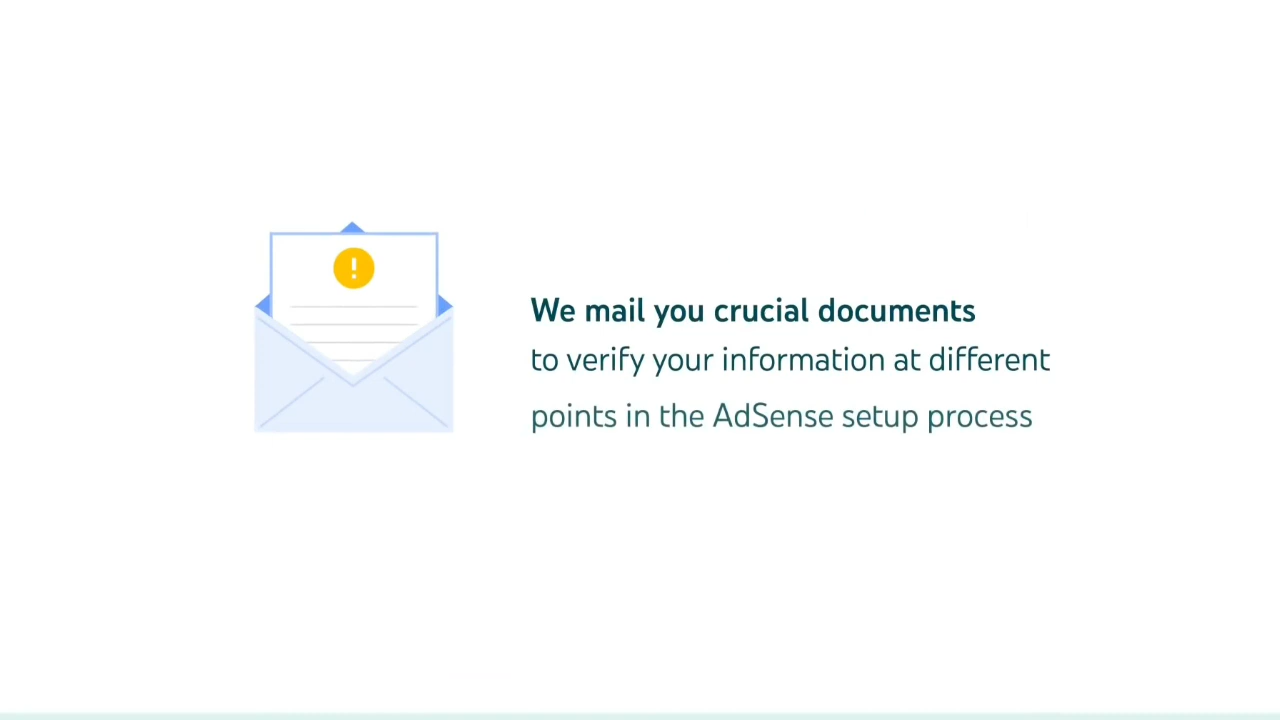 We mail you crucial documents
to verify your information at different
points in the AdSense setup process